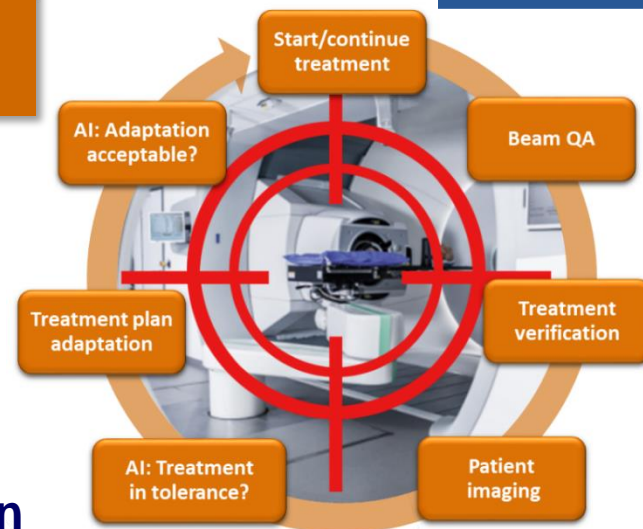 Start/continue
treatment
AI: Adaptation
acceptable?
Beam QA
Treatment plan
adaptation
Treatment
verification
AI: Treatment
in tolerance?
Patient
imaging
n